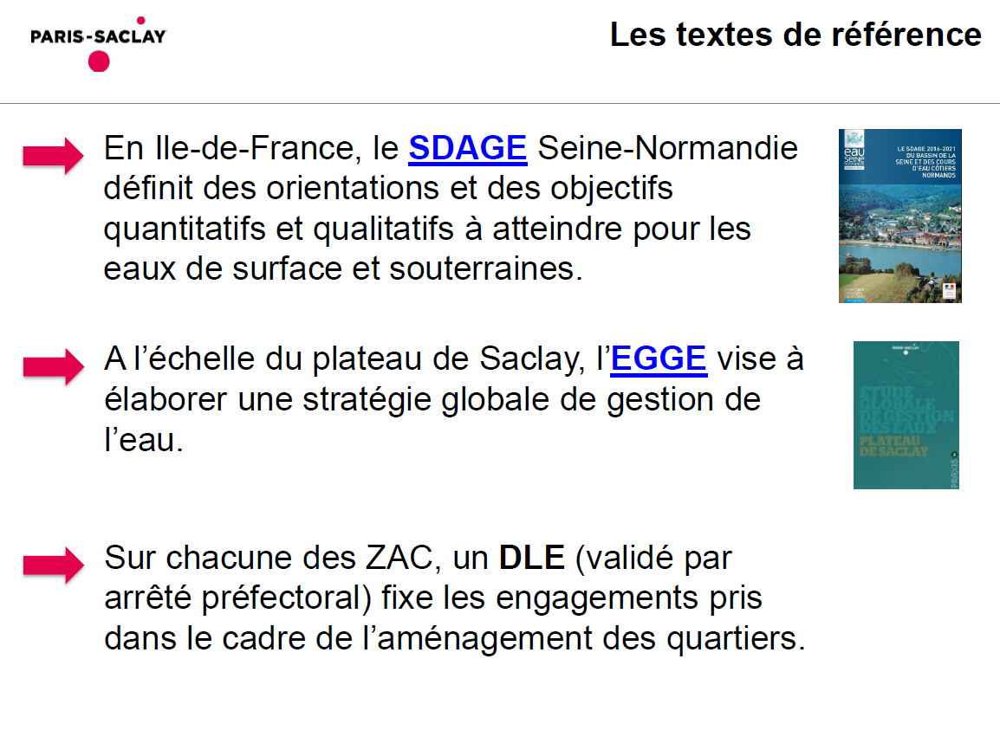 PARIS-SACLAY
Les textes de référence
En Ile-de-France, le SDAGE Seine-Normandie
définit des orientations et des objectifs
quantitatifs et qualitatifs à atteindre pour les
eaux de surface et souterraines.
eau
SEINE
LE SDAGE 2016-2021
DU BASSIN DE LA
SEINE ET DES COURS
D'EAU CÔTIERS
NORMANDS
A l’échelle du plateau de Saclay, l’EGGE vise à
élaborer une stratégie globale de gestion de
l’eau.
PARIS-SACLAY
ÉTUDE
GLOBALE
DE GESTION
DES EAUX
PLATEAU
DE SACLAY
PRAXIS
Sur chacune des ZAC, un DLE (validé par
arrêté préfectoral) fixe les engagements pris
dans le cadre de l’aménagement des quartiers.